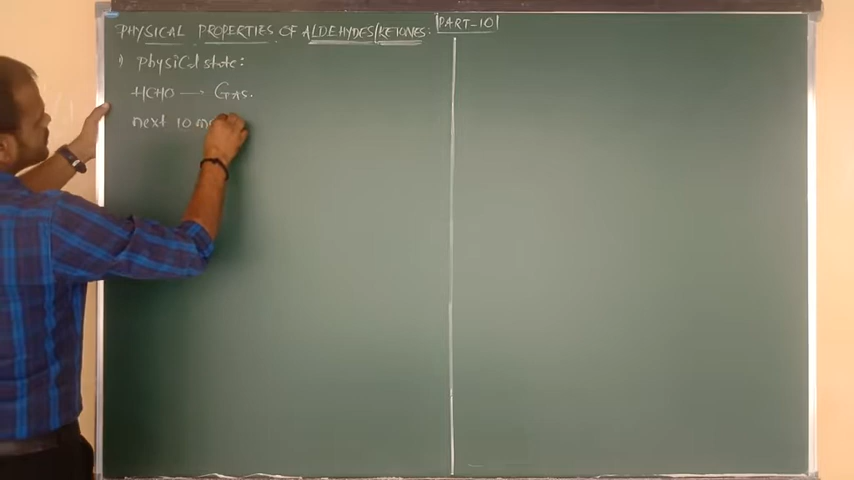 PHYSICAL PROPERTIES OF ALDEHYDES/KETONES: PART-10
1) Physical state:
HCHO → GAS.
next 10 m